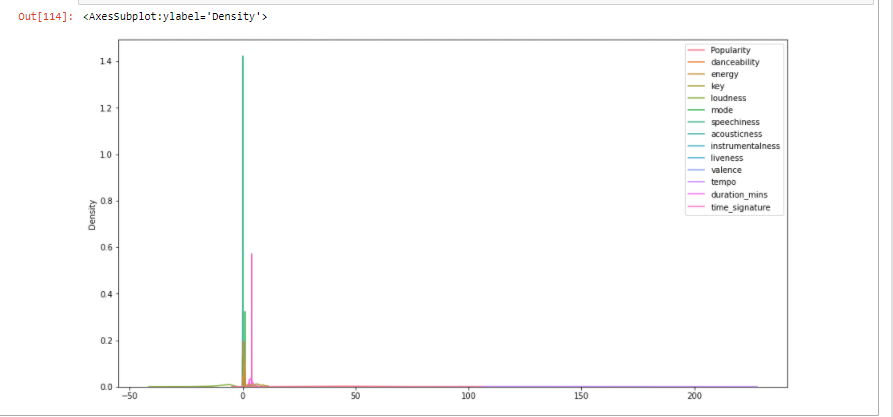 Out[114]: <AxesSubplot:ylabel='Density'>
Popularity
danceability
energy
key
loudness
mode
speechiness
acousticness
instrumentalness
liveness
valence
tempo
duration_mins
time_signature
1.4
1.2
1.0
0.8
0.6
0.4
0.2
0.0
Density
−50
0
50
100
150
200